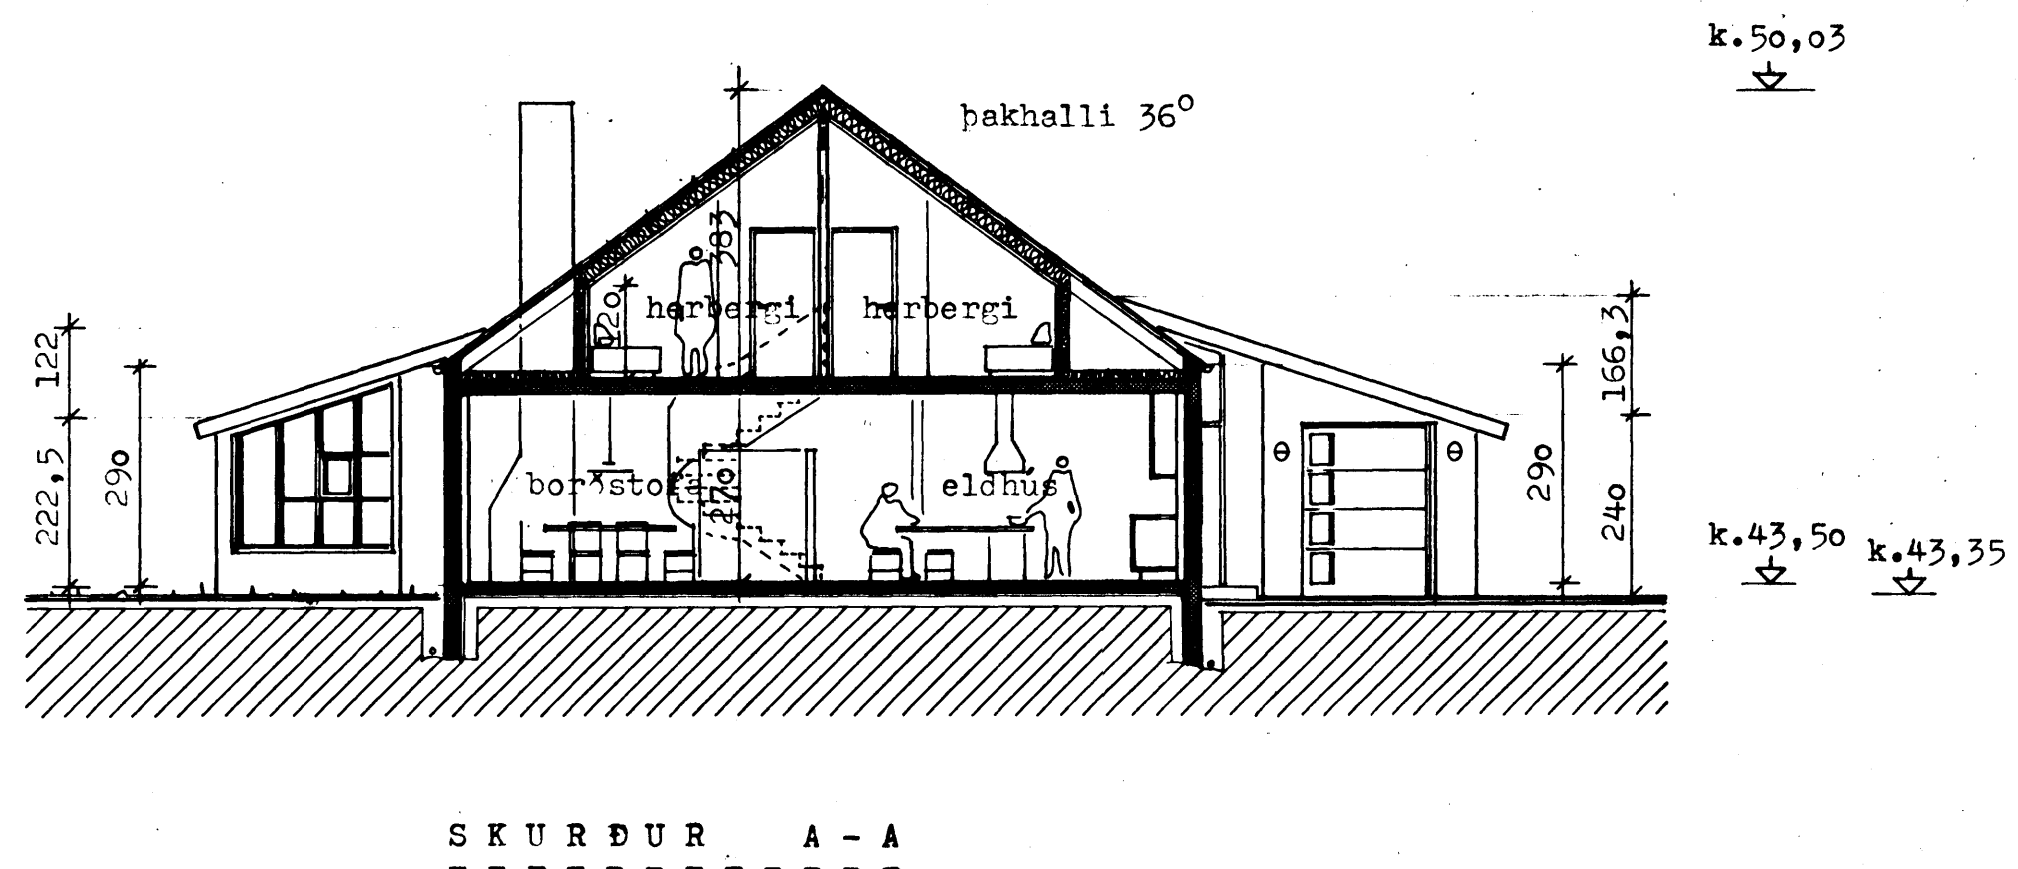 k.50,03
þakhalli 36°
383
120
herbergi herbergi
122
166,3
222,5
290
borðstofa
270
eldhús
290
240
k.43,50
k.43,35
SKURÐUR A-A